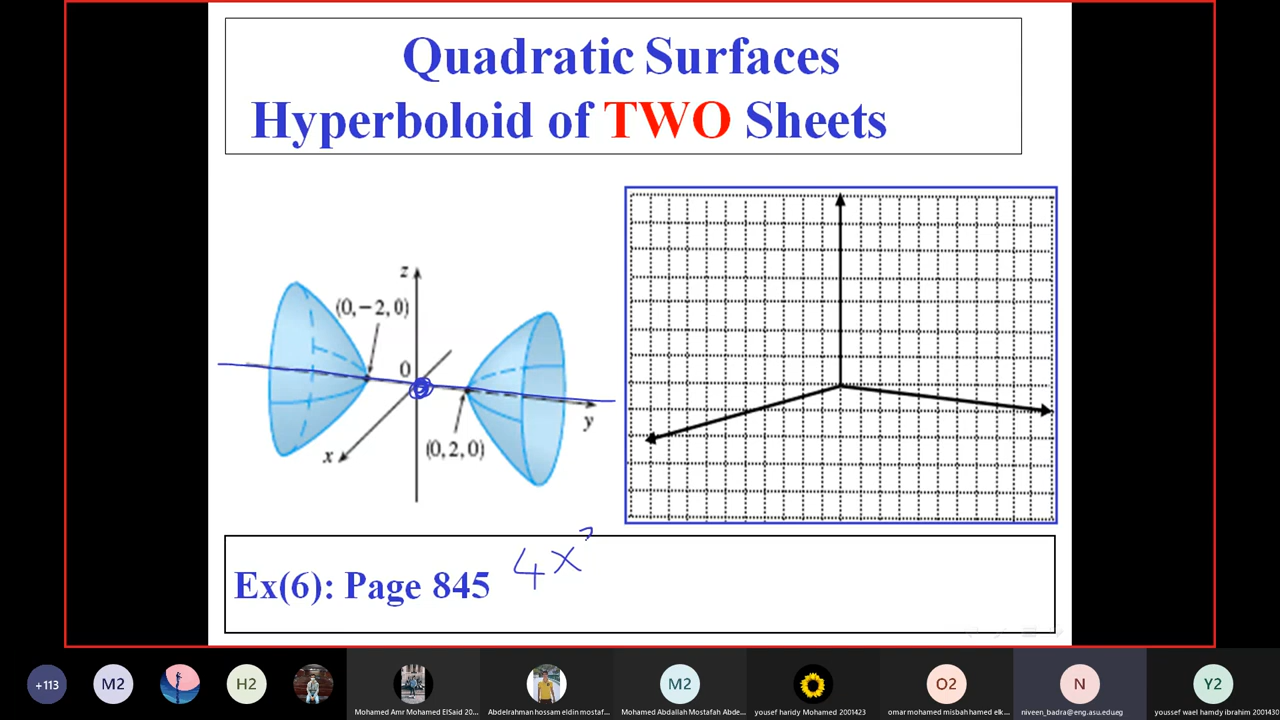 Quadratic Surfaces
Hyperboloid of TWO Sheets
z
(0,−2,0)
0
y
x
(0,2,0)
Ex(6): Page 845 4x²
+113
M2
H2
M2
O2
N
Y2
Mohamed Amr Mohamed ElSaid 20...
Abdelrahman hossam eldin mostaf...
Mohamed Abdallah Mostafah Abde...
yousef haridy Mohamed 2001423
omar mohamed misbah hamed elk...
niveen_badra@eng.asu.edueg
youssef wael hamdy ibrahim 2001430